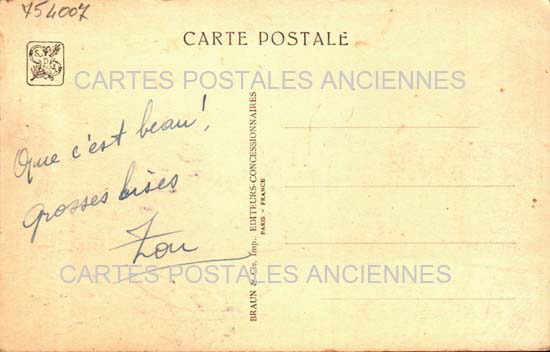 754007
CARTE POSTALE
CARTES POSTALES ANCIENNES
Que c'est beau!
grosses bises
Zou
BRAUN & Cie, Imp., EDITEURS-CONCESSIONNAIRES
PARIS - FRANCE
CARTES POSTALES ANCIENNES